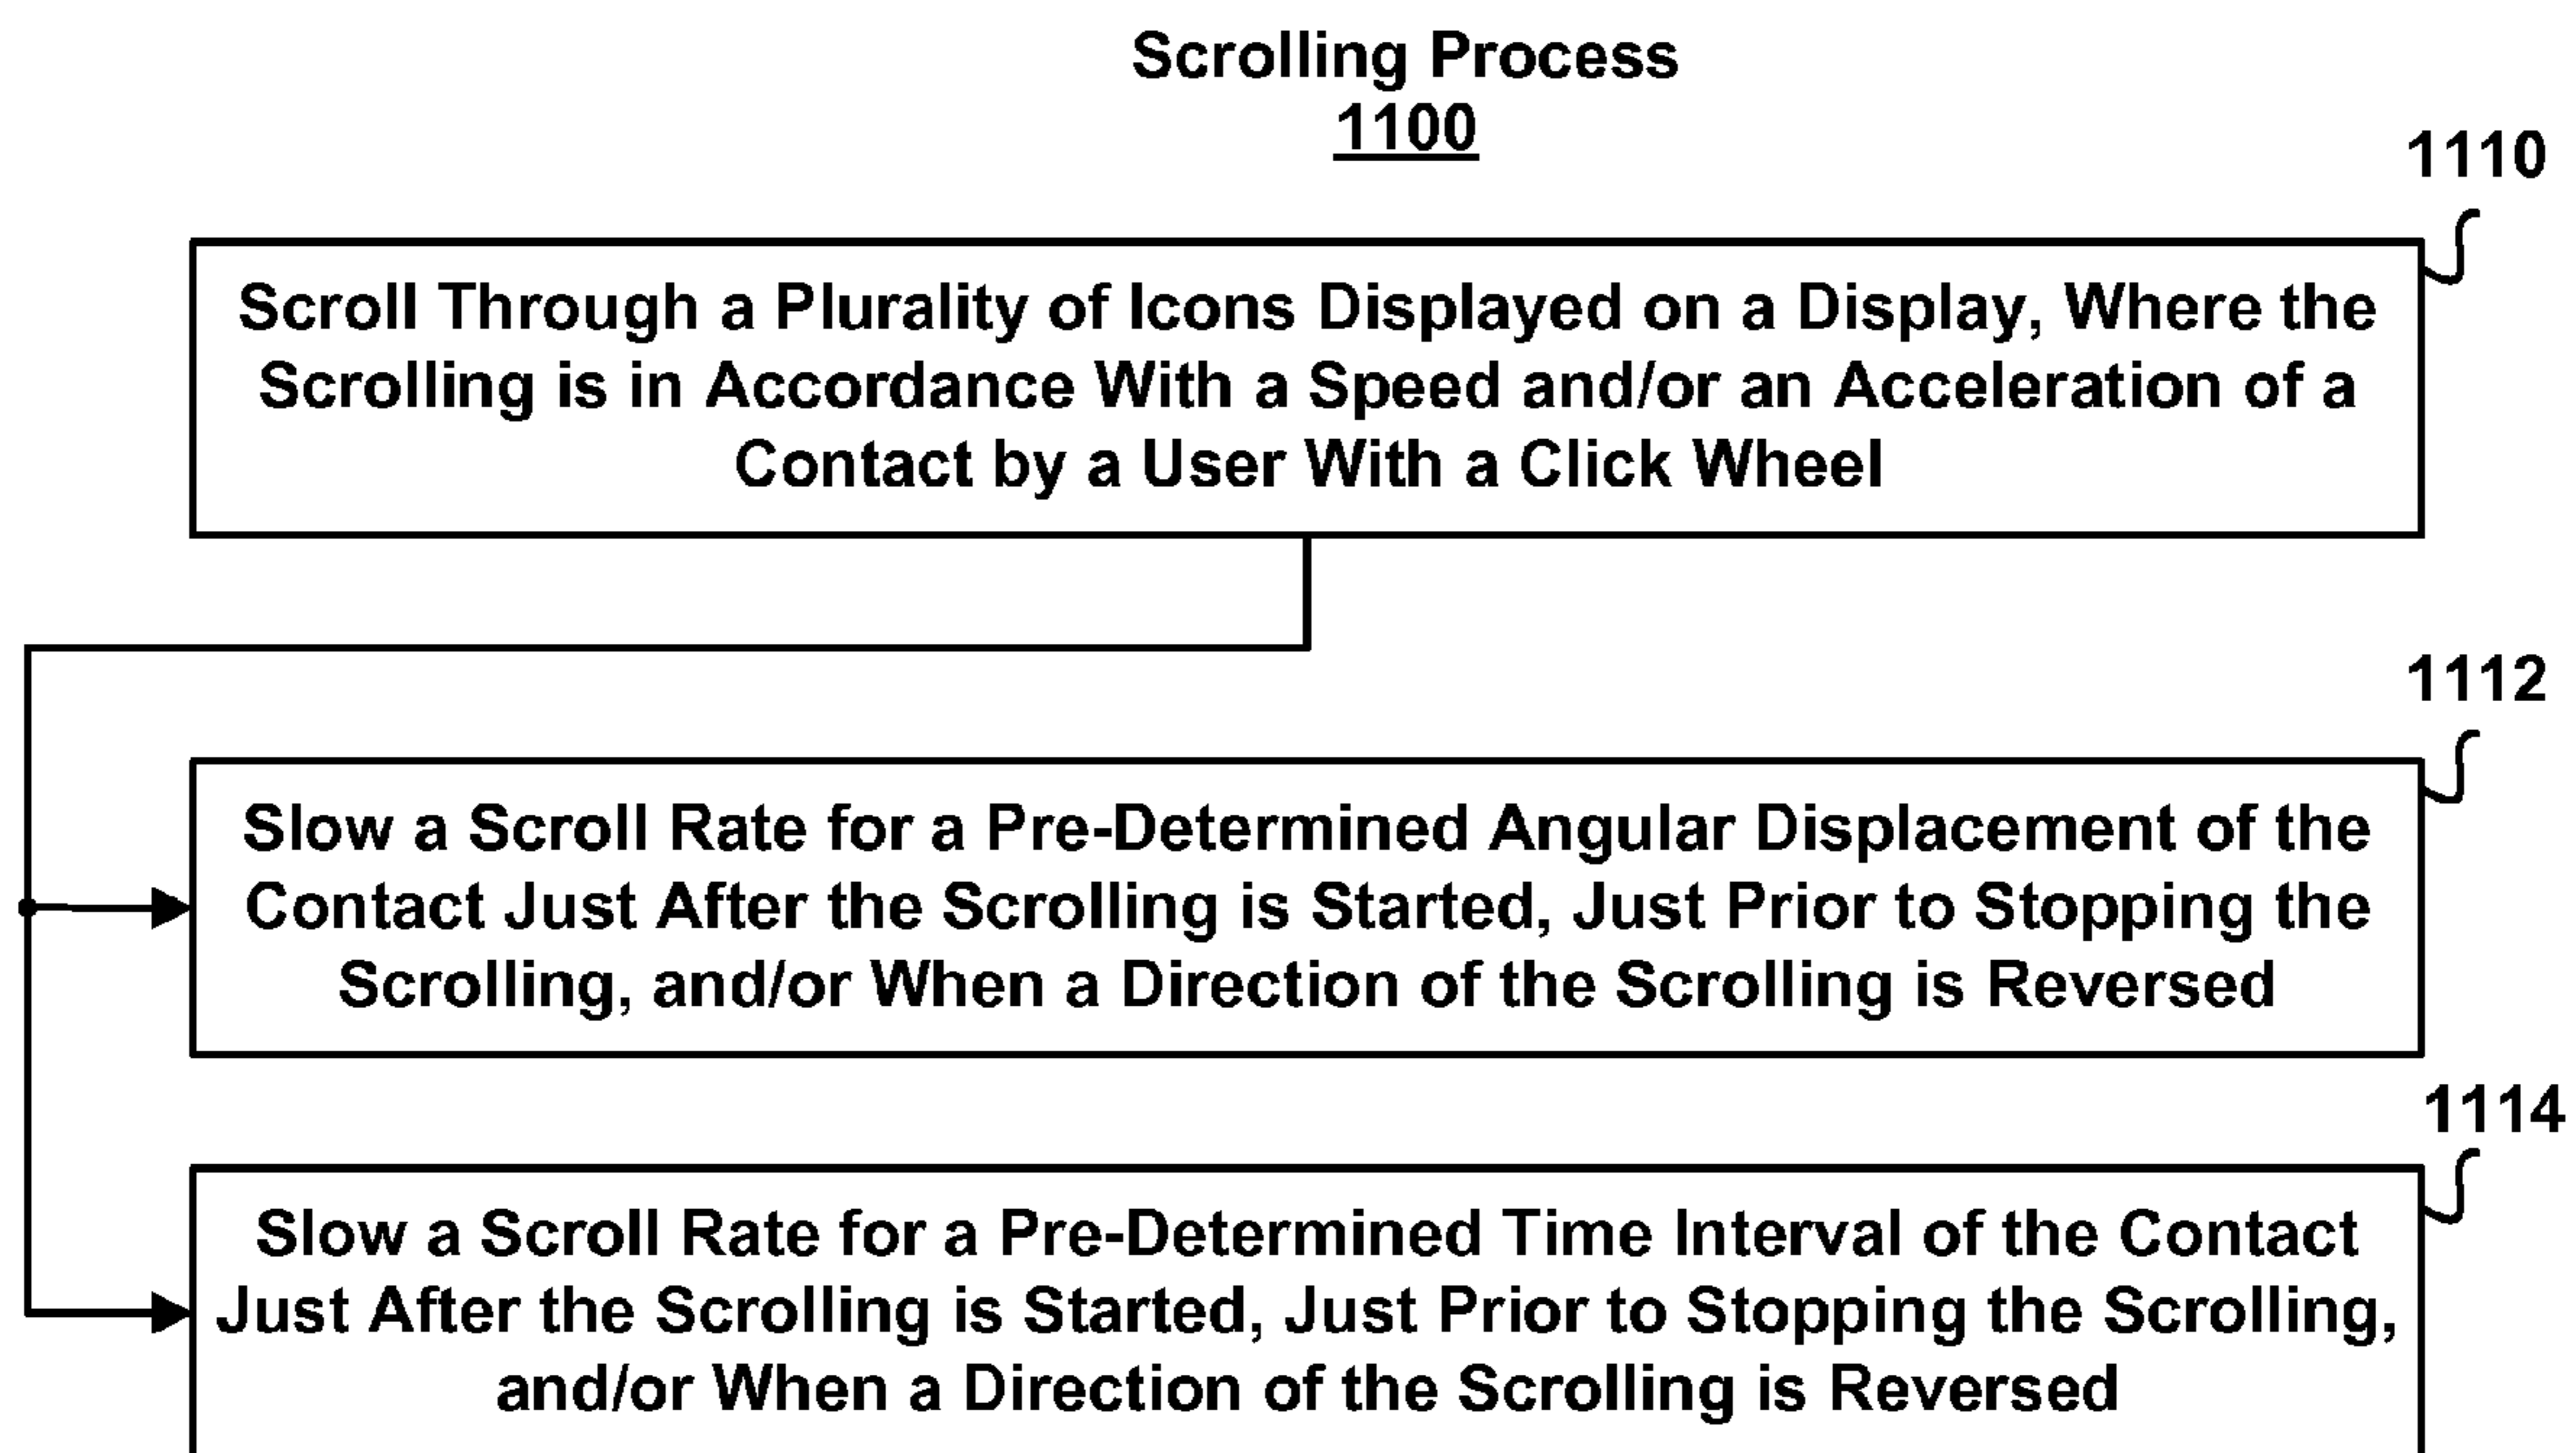 Scrolling Process
1100
1110
Scroll Through a Plurality of Icons Displayed on a Display, Where the
Scrolling is in Accordance With a Speed and/or an Acceleration of a
Contact by a User With a Click Wheel
1112
Slow a Scroll Rate for a Pre-Determined Angular Displacement of the
Contact Just After the Scrolling is Started, Just Prior to Stopping the
Scrolling, and/or When a Direction of the Scrolling is Reversed
1114
Slow a Scroll Rate for a Pre-Determined Time Interval of the Contact
Just After the Scrolling is Started, Just Prior to Stopping the Scrolling,
and/or When a Direction of the Scrolling is Reversed